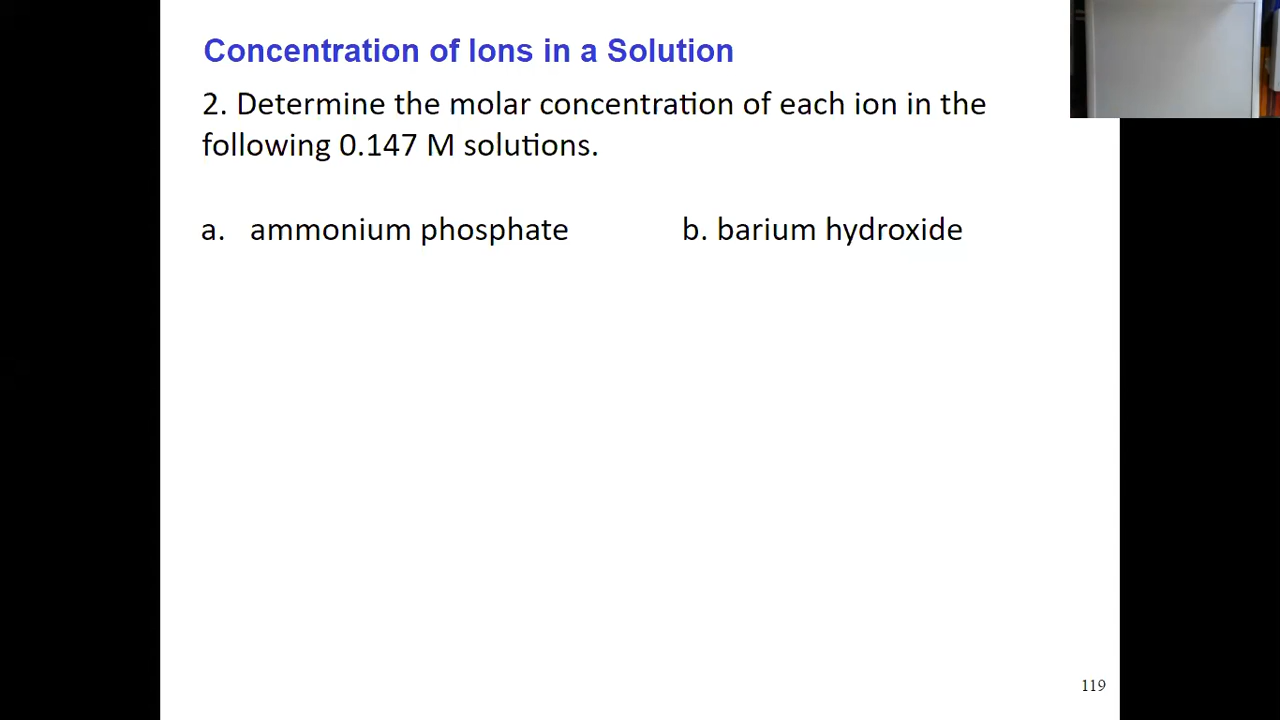 Concentration of Ions in a Solution
2. Determine the molar concentration of each ion in the
following 0.147 M solutions.
a. ammonium phosphate
b. barium hydroxide
119